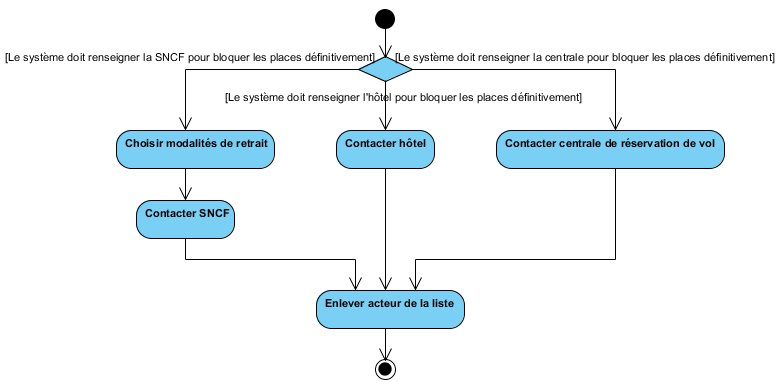 [Le système doit renseigner la SNCF pour bloquer les places définitivement]
[Le système doit renseigner la centrale pour bloquer les places définitivement]
[Le système doit renseigner l'hôtel pour bloquer les places définitivement]
Choisir modalités de retrait
Contacter hôtel
Contacter centrale de réservation de vol
Contacter SNCF
Enlever acteur de la liste